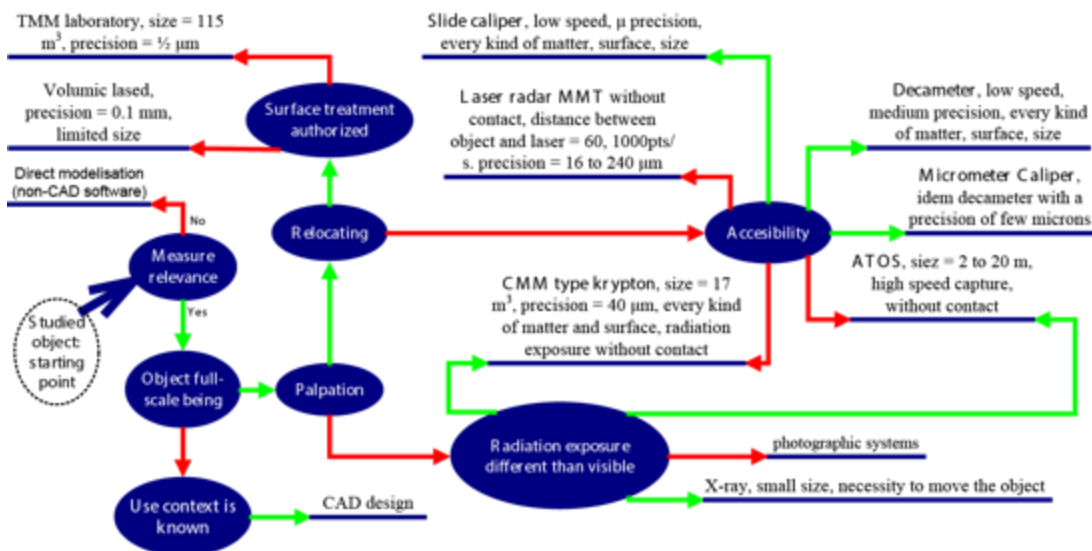 TMM laboratory, size = 115
m³, precision = ½ μm
Volumic lased,
precision = 0.1 mm,
limited size
Direct modelisation
(non-CAD software)
No
Measure
relevance
Yes
Studied
object:
starting
point
Object full-
scale being
Use context is
known
CAD design
Surface treatment
authorized
Relocating
Palpation
Slide caliper, low speed, μ precision,
every kind of matter, surface, size
Laser radar MMT without
contact, distance between
object and laser = 60, 1000pts/
s. precision = 16 to 240 μm
Accesibility
Decameter, low speed,
medium precision, every kind
of matter, surface, size
Micrometer Caliper,
idem decameter with a
precision of few microns
ATOS, siez = 2 to 20 m,
high speed capture,
without contact
CMM type krypton, size = 17
m³, precision = 40 μm, every kind
of matter and surface, radiation
exposure without contact
Radiation exposure
different than visible
photographic systems
X-ray, small size, necessity to move the object